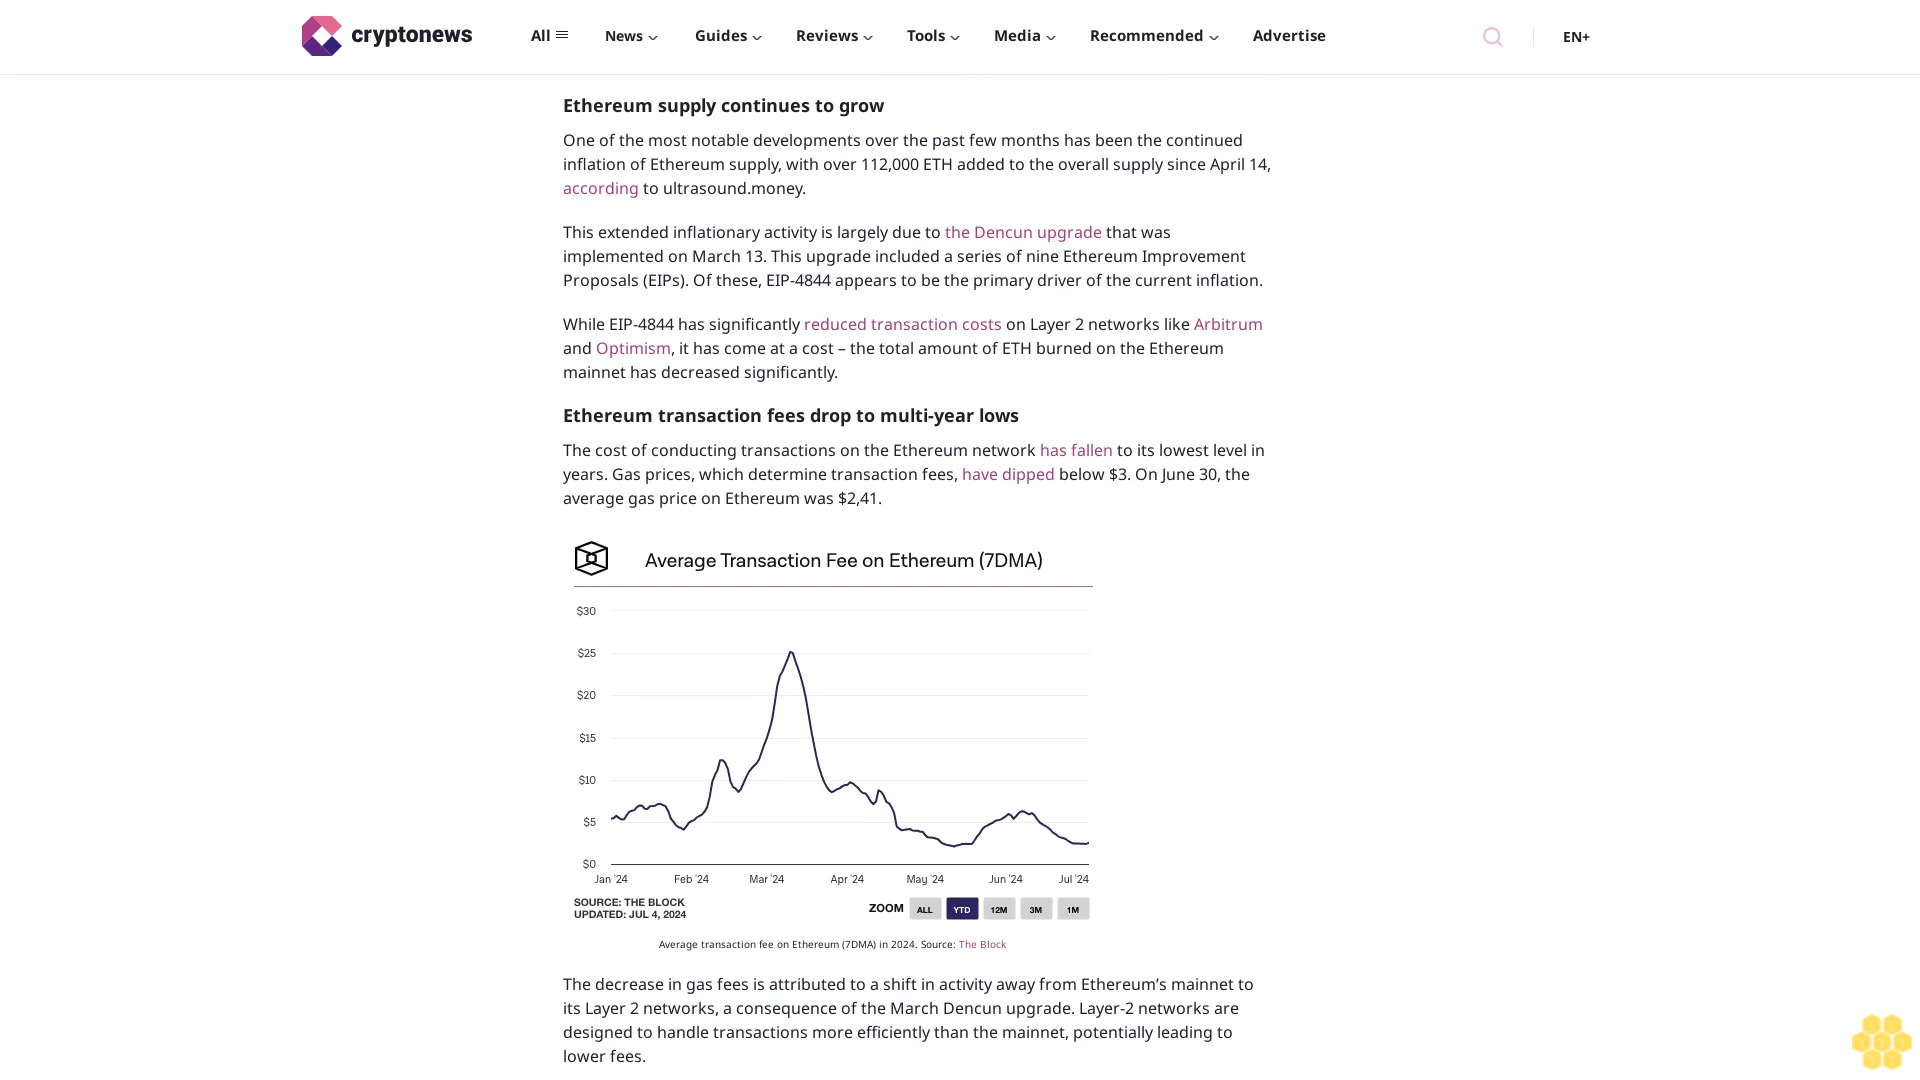 cryptonews
All
News
Guides
Reviews
Tools
Media
Recommended
Advertise
EN+
Ethereum supply continues to grow
One of the most notable developments over the past few months has been the continued
inflation of Ethereum supply, with over 112,000 ETH added to the overall supply since April 14,
according to ultrasound.money.
This extended inflationary activity is largely due to the Dencun upgrade that was
implemented on March 13. This upgrade included a series of nine Ethereum Improvement
Proposals (EIPs). Of these, EIP-4844 appears to be the primary driver of the current inflation.
While EIP-4844 has significantly reduced transaction costs on Layer 2 networks like Arbitrum
and Optimism, it has come at a cost – the total amount of ETH burned on the Ethereum
mainnet has decreased significantly.
Ethereum transaction fees drop to multi-year lows
The cost of conducting transactions on the Ethereum network has fallen to its lowest level in
years. Gas prices, which determine transaction fees, have dipped below $3. On June 30, the
average gas price on Ethereum was $2,41.
Average Transaction Fee on Ethereum (7DMA)
$30
$25
$20
$15
$10
$5
$0
Jan '24
Feb '24
Mar '24
Apr '24
May '24
Jun '24
Jul '24
SOURCE: THE BLOCK
UPDATED: JUL 4, 2024
ZOOM
ALL
YTD
12M
3M
1M
Average transaction fee on Ethereum (7DMA) in 2024. Source: The Block
The decrease in gas fees is attributed to a shift in activity away from Ethereum’s mainnet to
its Layer 2 networks, a consequence of the March Dencun upgrade. Layer-2 networks are
designed to handle transactions more efficiently than the mainnet, potentially leading to
lower fees.